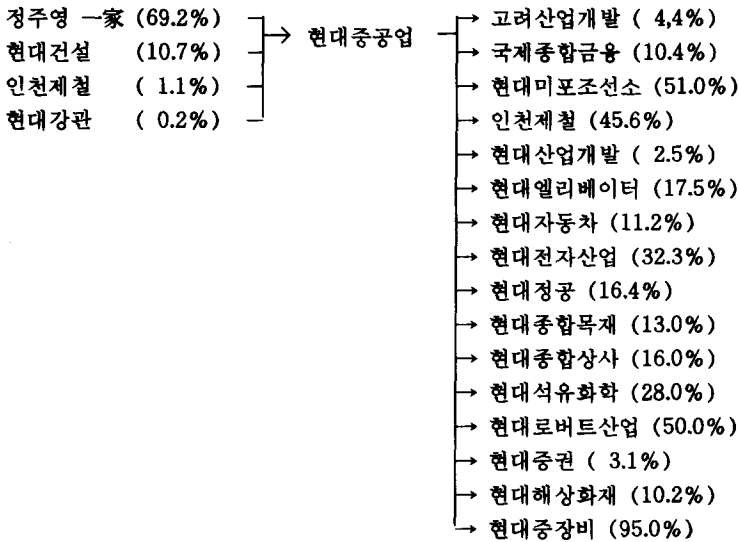 정주영 一家 (69.2%)
현대건설 (10.7%)
인천제철 ( 1.1%)
현대강관 ( 0.2%)
현대중공업
고려산업개발 ( 4,4%)
국제종합금융 (10.4%)
현대미포조선소 (51.0%)
인천제철 (45.6%)
현대산업개발 ( 2.5%)
현대엘리베이터 (17.5%)
현대자동차 (11.2%)
현대전자산업 (32.3%)
현대정공 (16.4%)
현대종합목재 (13.0%)
현대종합상사 (16.0%)
현대석유화학 (28.0%)
현대로버트산업 (50.0%)
현대증권 ( 3.1%)
현대해상화재 (10.2%)
현대중장비 (95.0%)